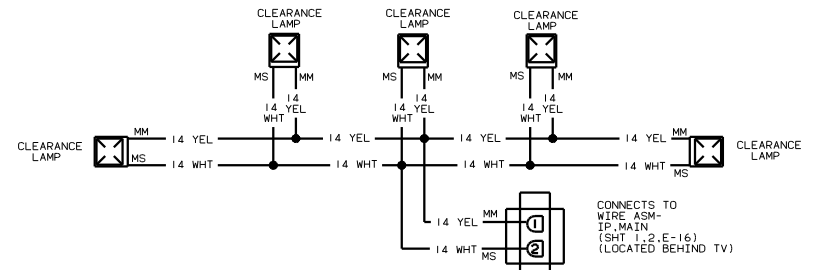 CLEARANCE
LAMP
CLEARANCE
LAMP
CLEARANCE
LAMP
MS MM
MS MM
MS MM
14
WHT
14
YEL
14
WHT
14
YEL
14
WHT
14
YEL
CLEARANCE
LAMP
MM
14 YEL
14 YEL
14 YEL
14 YEL
MM
MS
14 WHT
14 WHT
14 WHT
14 WHT
MS
CLEARANCE
LAMP
14 YEL
MM
1
14 WHT
MS
2
CONNECTS TO
WIRE ASM-
IP,MAIN
(SHT 1,2,E-16)
(LOCATED BEHIND TV)